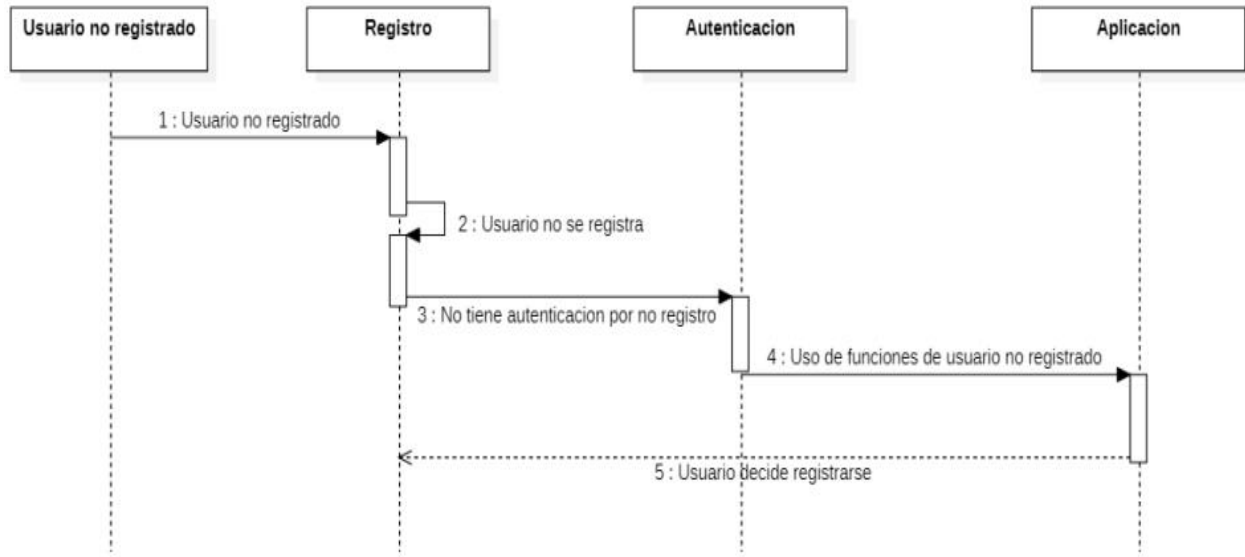 Usuario no registrado
Registro
Autenticacion
Aplicacion
1 : Usuario no registrado
2 : Usuario no se registra
3 : No tiene autenticacion por no registro
4 : Uso de funciones de usuario no registrado
5 : Usuario decide registrarse